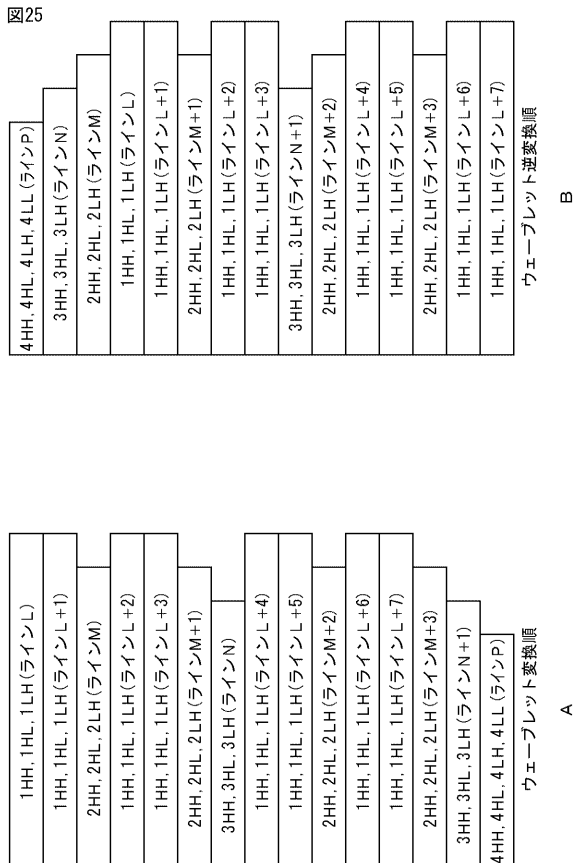 図25
1HH, 1HL, 1LH(ラインL)
1HH, 1HL, 1LH(ラインL+1)
2HH, 2HL, 2LH(ラインM)
1HH, 1HL, 1LH(ラインL+2)
1HH, 1HL, 1LH(ラインL+3)
2HH, 2HL, 2LH(ラインM+1)
3HH, 3HL, 3LH(ラインN)
1HH, 1HL, 1LH(ラインL+4)
1HH, 1HL, 1LH(ラインL+5)
2HH, 2HL, 2LH(ラインM+2)
1HH, 1HL, 1LH(ラインL+6)
1HH, 1HL, 1LH(ラインL+7)
2HH, 2HL, 2LH(ラインM+3)
3HH, 3HL, 3LH(ラインN+1)
4HH, 4HL, 4LH, 4LL(ラインP)
ウェーブレット変換順
A
4HH, 4HL, 4LH, 4LL(ラインP)
3HH, 3HL, 3LH(ラインN)
2HH, 2HL, 2LH(ラインM)
1HH, 1HL, 1LH(ラインL)
1HH, 1HL, 1LH(ラインL+1)
2HH, 2HL, 2LH(ラインM+1)
1HH, 1HL, 1LH(ラインL+2)
1HH, 1HL, 1LH(ラインL+3)
3HH, 3HL, 3LH(ラインN+1)
2HH, 2HL, 2LH(ラインM+2)
1HH, 1HL, 1LH(ラインL+4)
1HH, 1HL, 1LH(ラインL+5)
2HH, 2HL, 2LH(ラインM+3)
1HH, 1HL, 1LH(ラインL+6)
1HH, 1HL, 1LH(ラインL+7)
ウェーブレット逆変換順
B